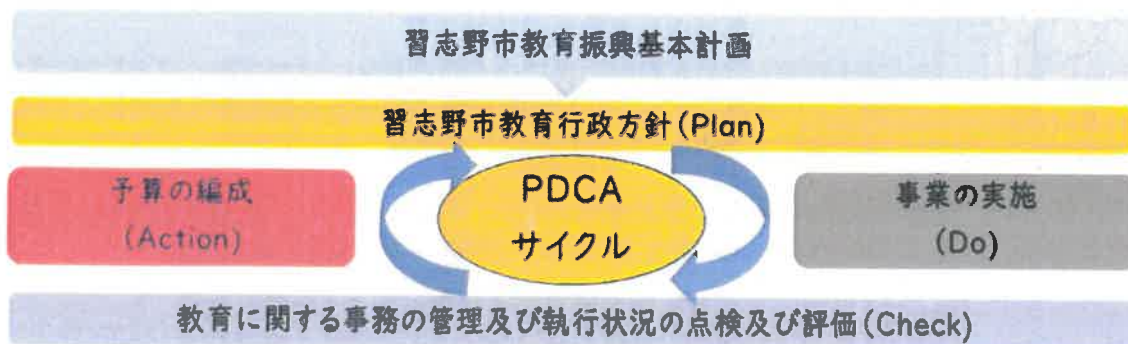 習志野市教育振興基本計画
習志野市教育行政方針(Plan)
予算の編成
(Action)
PDCA
サイクル
事業の実施
(Do)
教育に関する事務の管理及び執行状況の点検及び評価(Check)